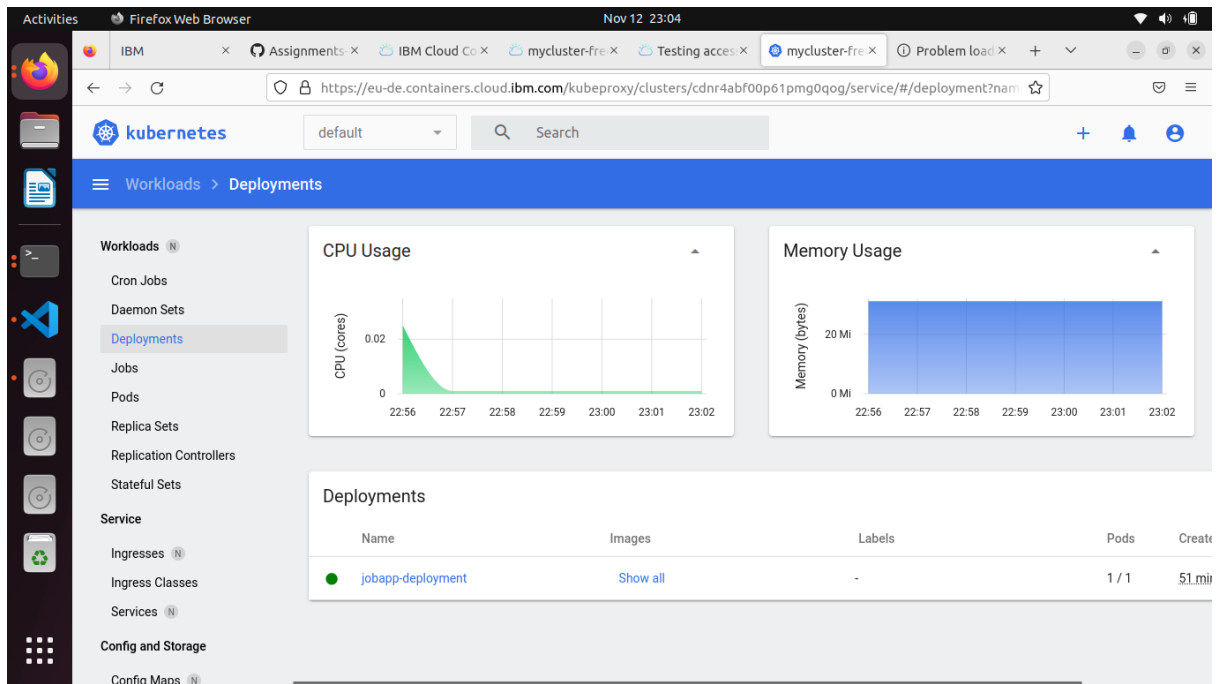 Activities Firefox Web Browser Nov 12 23:04
IBM × Assignments- × IBM Cloud Co × mycluster-fre × Testing acces × mycluster-fre × Problem load × +
https://eu-de.containers.cloud.ibm.com/kubeproxy/clusters/cdnr4abf00p61pmg0qog/service/#/deployment?nam
kubernetes default Search +
Workloads > Deployments
Workloads N
Cron Jobs
Daemon Sets
Deployments
Jobs
Pods
Replica Sets
Replication Controllers
Stateful Sets
Service
Ingresses N
Ingress Classes
Services N
Config and Storage
Config Maps N
CPU Usage
CPU (cores)
0.02
0
22:56 22:57 22:58 22:59 23:00 23:01 23:02
Memory Usage
Memory (bytes)
20 Mi
0 Mi
22:56 22:57 22:58 22:59 23:00 23:01 23:02
Deployments
Name Images Labels Pods Create
jobapp-deployment Show all - 1 / 1 51 min